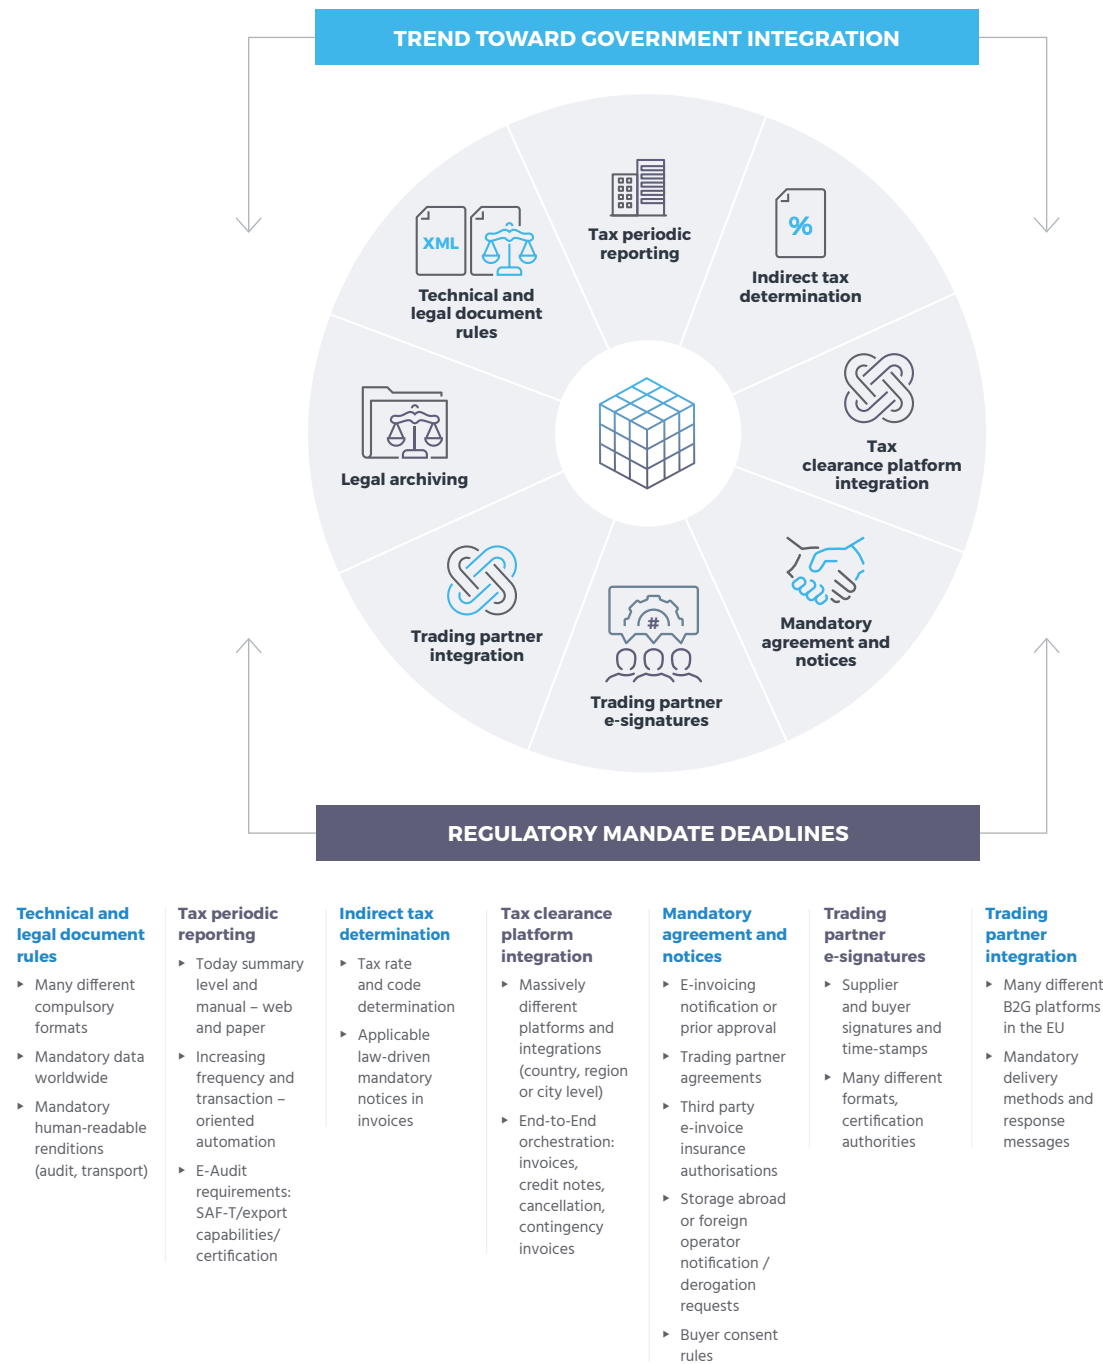 TREND TOWARD GOVERNMENT INTEGRATION
Tax periodic
reporting
%
Indirect tax
determination
XML
Technical and
legal document
rules
Tax
clearance platform
integration
Legal archiving
Mandatory
agreement and
notices
Trading partner
integration
#
Trading partner
e-signatures
REGULATORY MANDATE DEADLINES
Technical and
legal document
rules
▸ Many different
compulsory
formats
▸ Mandatory data
worldwide
▸ Mandatory
human-readable
renditions
(audit, transport)
Tax periodic
reporting
▸ Today summary
level and
manual – web
and paper
▸ Increasing
frequency and
transaction –
oriented
automation
▸ E-Audit
requirements:
SAF-T/export
capabilities/
certification
Indirect tax
determination
▸ Tax rate
and code
determination
▸ Applicable
law-driven
mandatory
notices in
invoices
Tax clearance
platform
integration
▸ Massively
different
platforms and
integrations
(country, region
or city level)
▸ End-to-End
orchestration:
invoices,
credit notes,
cancellation,
contingency
invoices
Mandatory
agreement and
notices
▸ E-invoicing
notification or
prior approval
▸ Trading partner
agreements
▸ Third party
e-invoice
insurance
authorisations
▸ Storage abroad
or foreign
operator
notification /
derogation
requests
▸ Buyer consent
rules
Trading
partner
e-signatures
▸ Supplier
and buyer
signatures and
time-stamps
▸ Many different
formats,
certification
authorities
Trading
partner
integration
▸ Many different
B2G platforms
in the EU
▸ Mandatory
delivery
methods and
response
messages